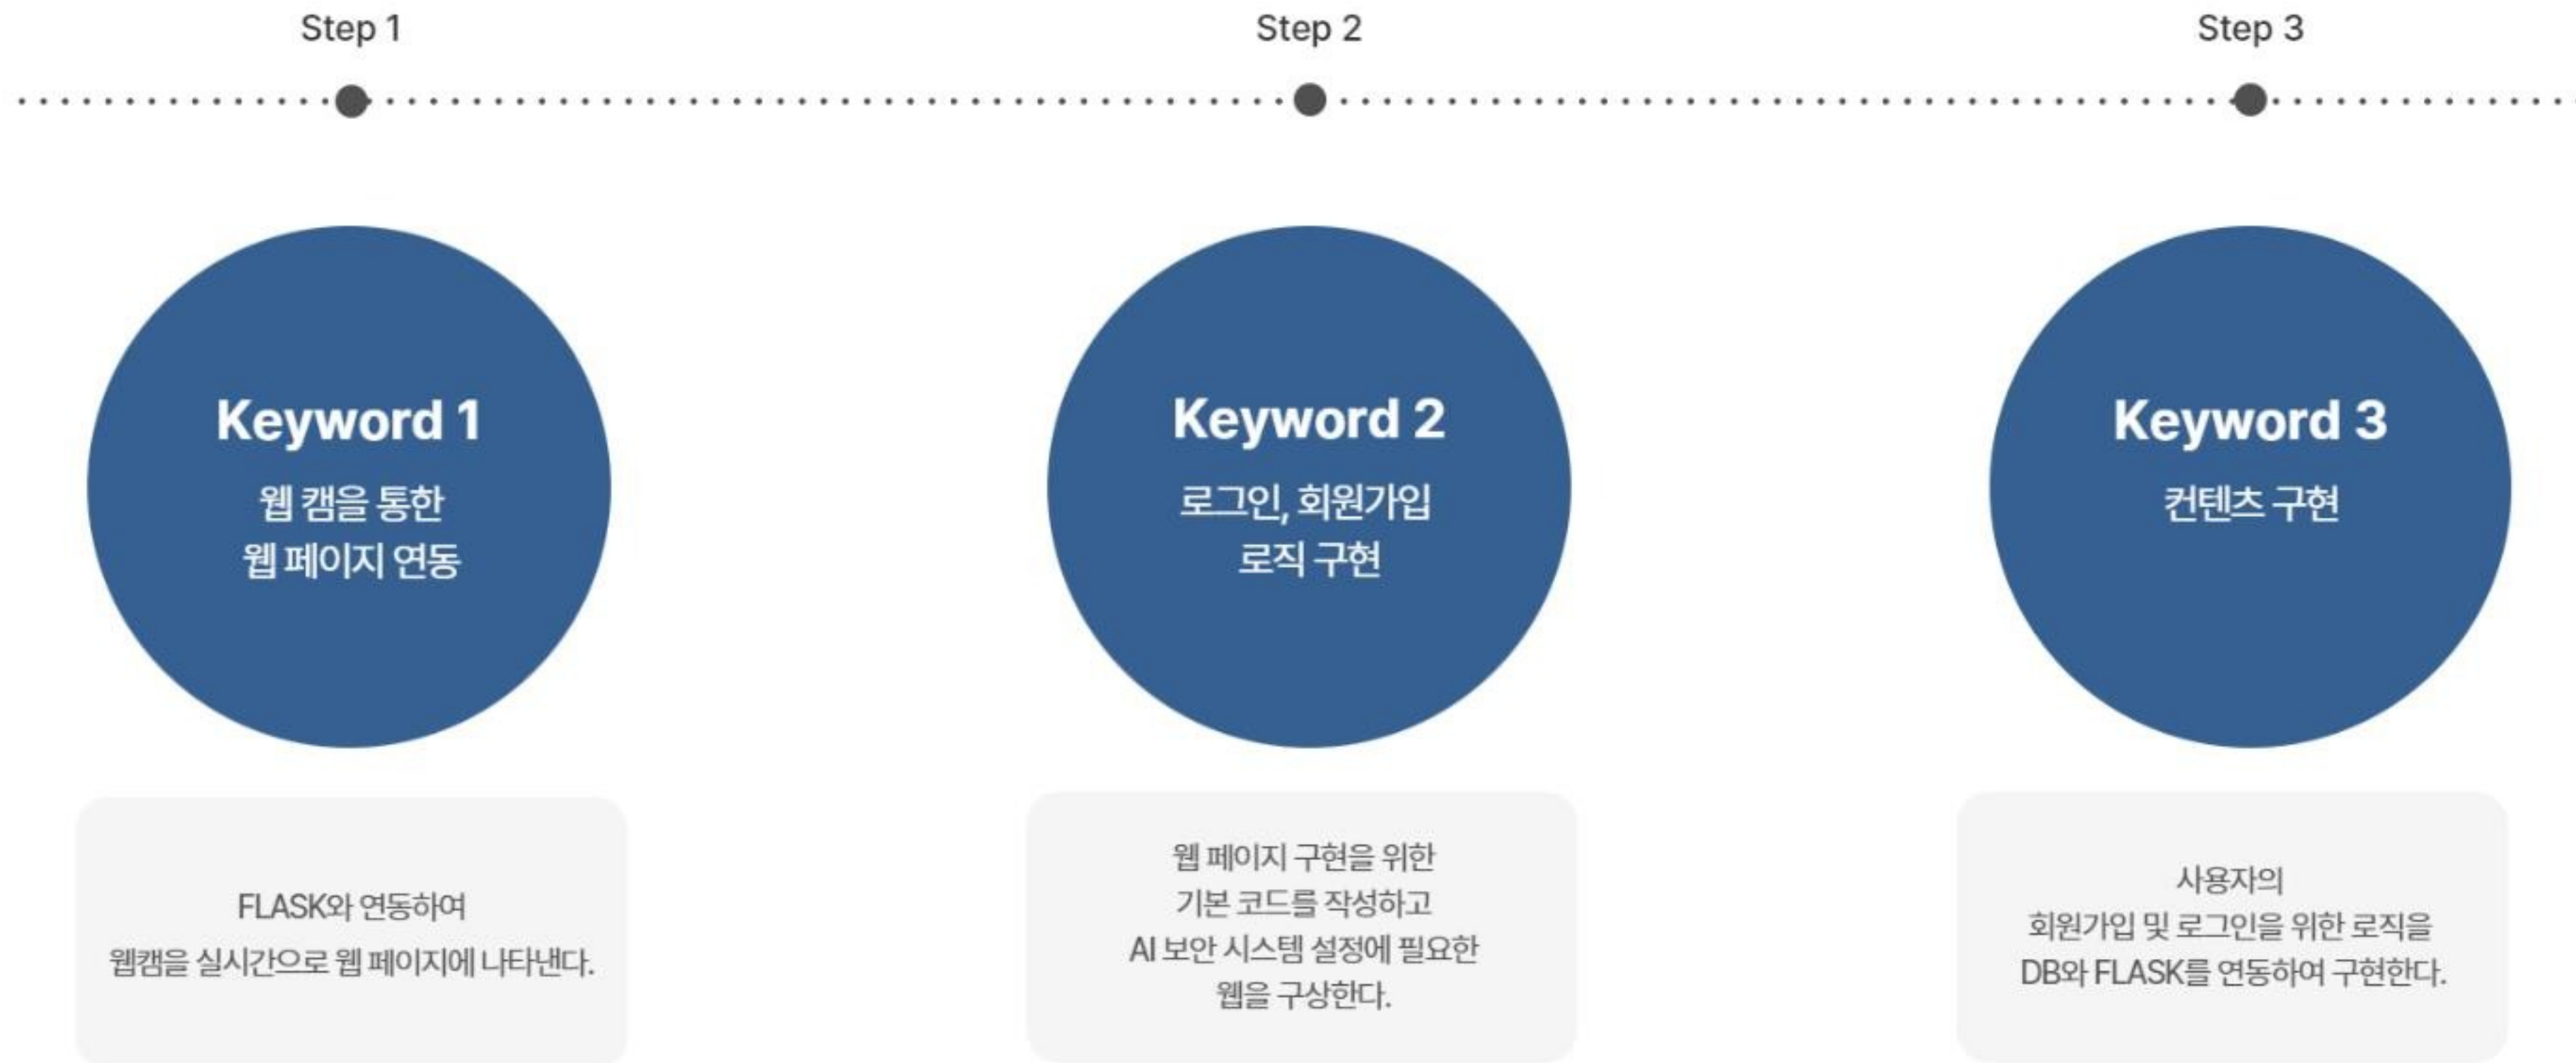 Step 1
Step 2
Step 3
Keyword 1
웹 캠을 통한
웹 페이지 연동
Keyword 2
로그인, 회원가입
로직 구현
Keyword 3
컨텐츠 구현
FLASK와 연동하여
웹캠을 실시간으로 웹 페이지에 나타낸다.
웹 페이지 구현을 위한
기본 코드를 작성하고
AI 보안 시스템 설정에 필요한
웹을 구상한다.
사용자의
회원가입 및 로그인을 위한 로직을
DB와 FLASK를 연동하여 구현한다.